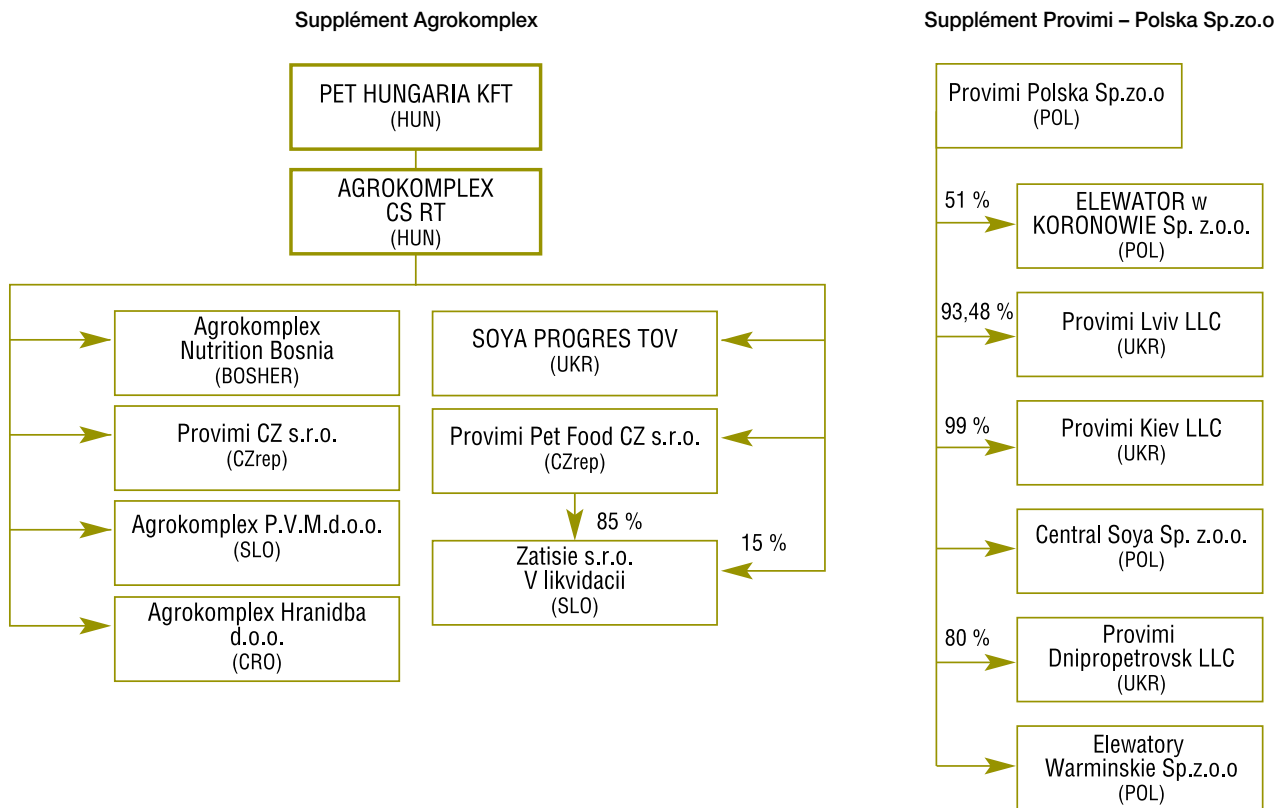 Supplément Agrokomplex
PET HUNGARIA KFT
(HUN)
AGROKOMPLEX
CS RT
(HUN)
Agrokomplex
Nutrition Bosnia
(BOSHER)
Provimi CZ s.r.o.
(CZrep)
Agrokomplex P.V.M.d.o.o.
(SLO)
Agrokomplex Hranidba
d.o.o.
(CRO)
SOYA PROGRES TOV
(UKR)
Provimi Pet Food CZ s.r.o.
(CZrep)
85 %
15 %
Zatisie s.r.o.
V likvidacii
(SLO)
Supplément Provimi – Polska Sp.zo.o
Provimi Polska Sp.zo.o
(POL)
51 %
ELEWATOR w
KORONOWIE Sp. z.o.o.
(POL)
93,48 %
Provimi Lviv LLC
(UKR)
99 %
Provimi Kiev LLC
(UKR)
Central Soya Sp. z.o.o.
(POL)
80 %
Provimi
Dnipropetrovsk LLC
(UKR)
Elewatory
Warminskie Sp.z.o.o
(POL)